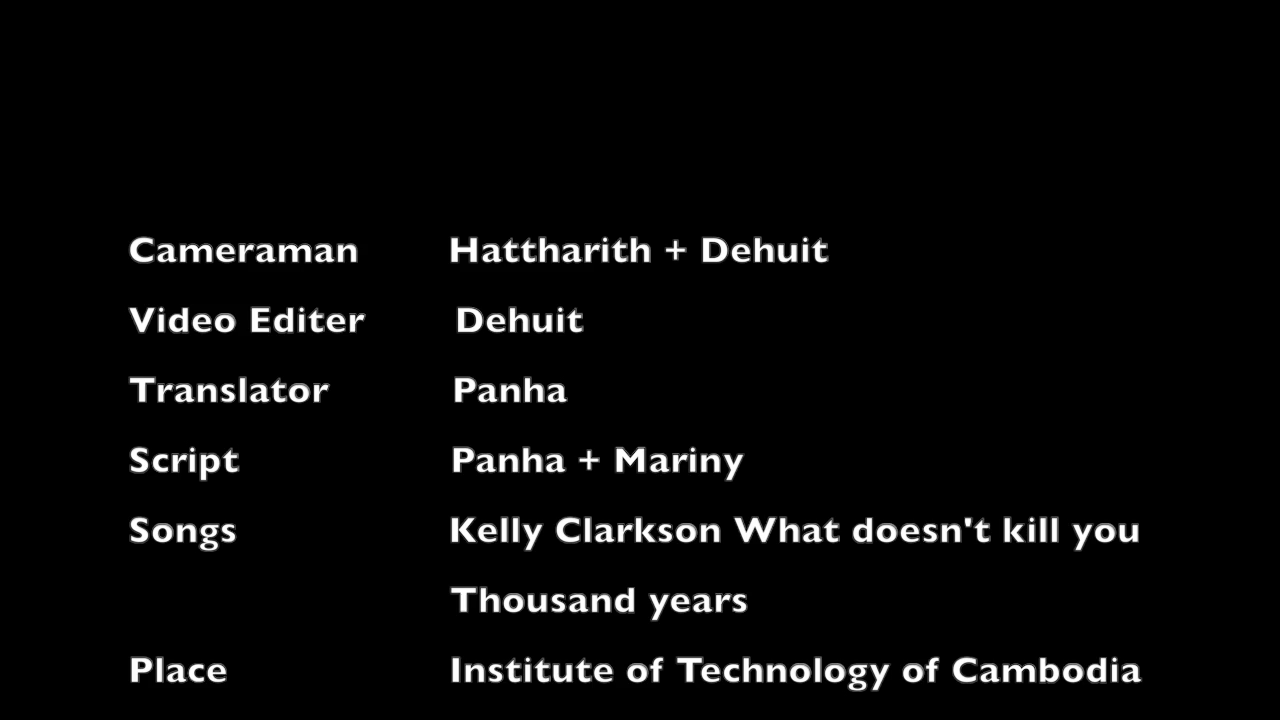 Cameraman Hattharith + Dehuit
Video Editer Dehuit
Translator Panha
Script Panha + Mariny
Songs Kelly Clarkson What doesn't kill you
Thousand years
Place Institute of Technology of Cambodia